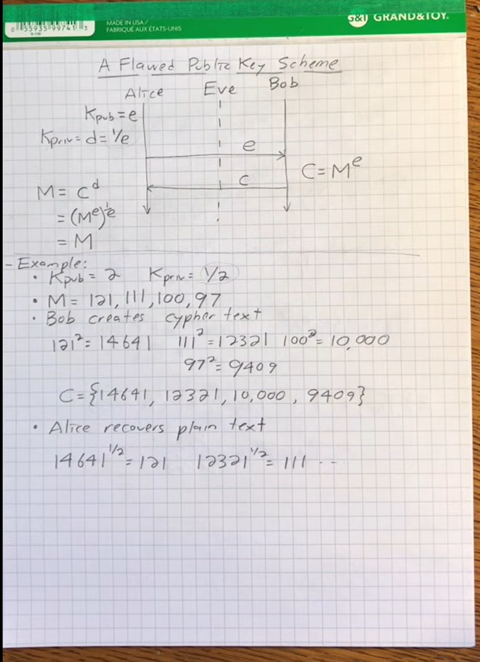 MADE IN USA /
FABRIQUÉ AUX ÉTATS-UNIS
G&T GRAND&TOY.
A Flawed Public Key Scheme
Alice Eve Bob
Kpub = e
Kpriv = d = 1/e
e
C = M^e
c
M = C^d
= (M^e)^1/e
= M
- Example:
• Kpub = 2 Kpriv = 1/2
• M = 121, 111, 100, 97
• Bob creates cypher text
121² = 14641 111² = 12321 100² = 10,000
97² = 9409
C = {14641, 12321, 10,000, 9409}
• Alice recovers plain text
14641^1/2 = 121 12321^1/2 = 111 ...